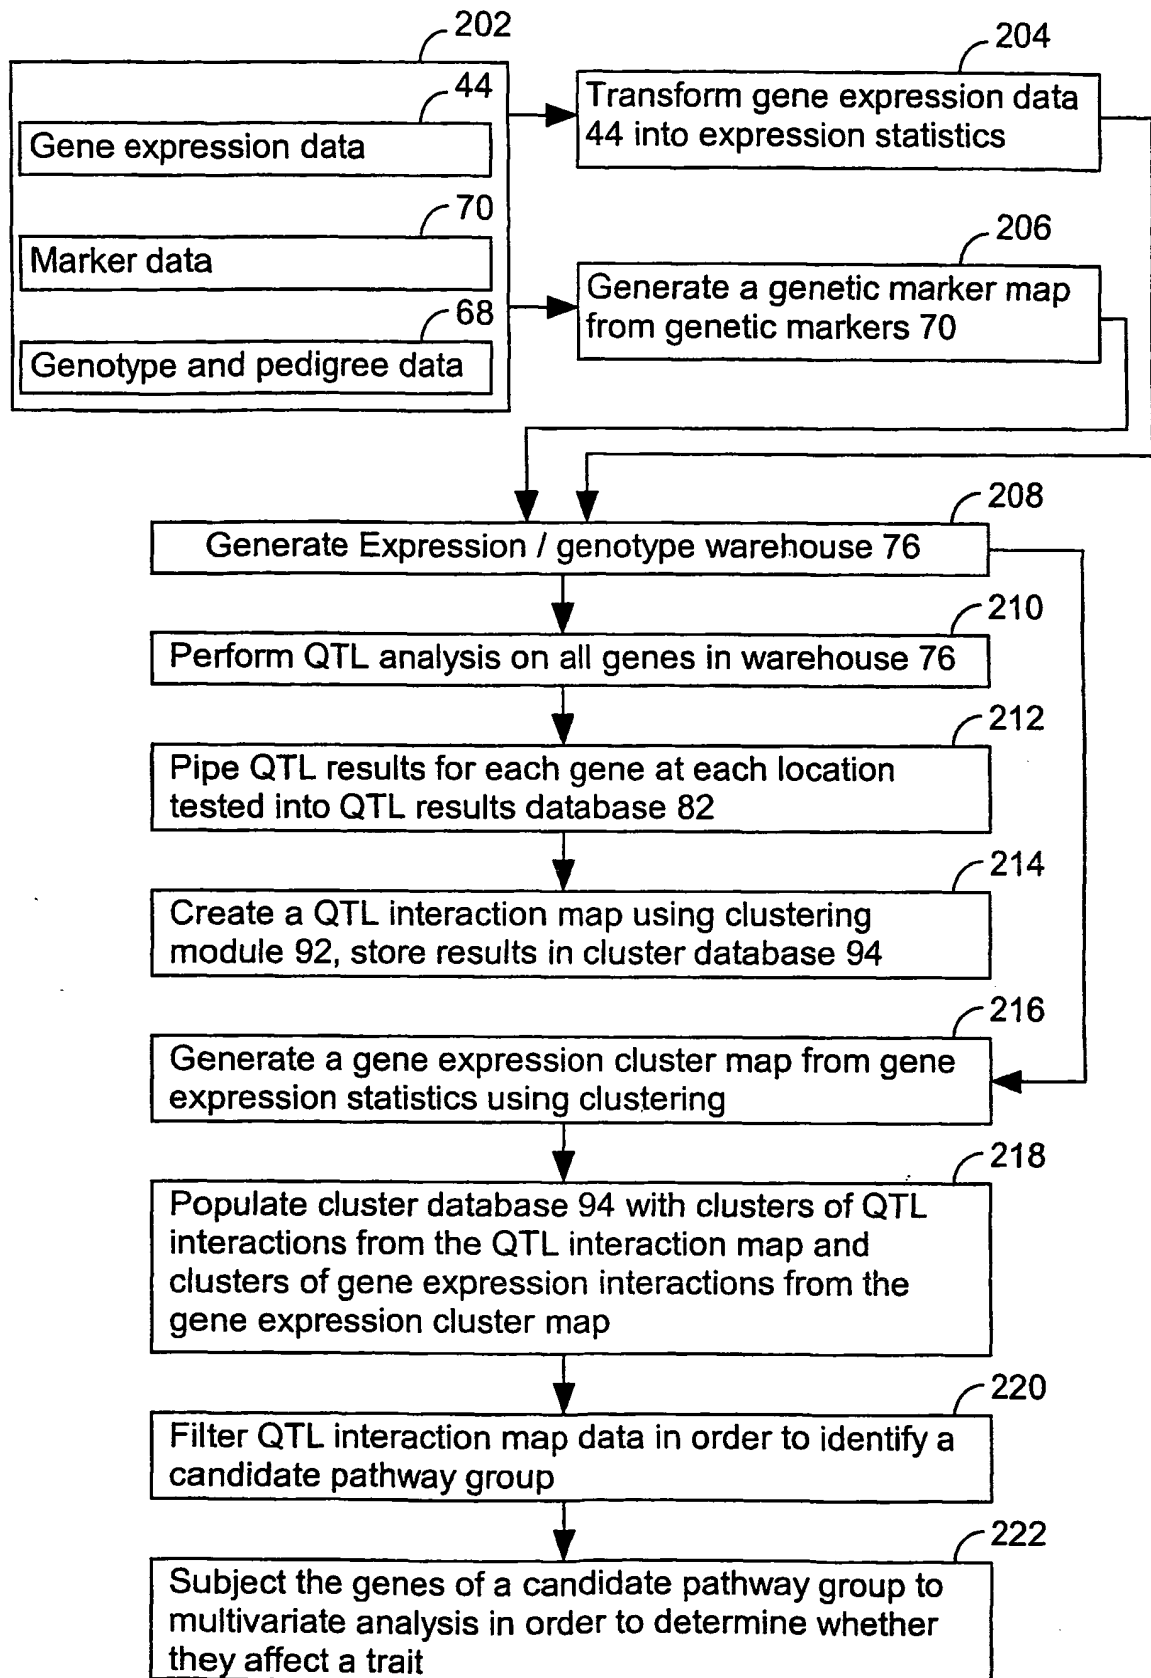 202
44
Gene expression data
70
Marker data
68
Genotype and pedigree data
204
Transform gene expression data
44 into expression statistics
206
Generate a genetic marker map
from genetic markers 70
208
Generate Expression / genotype warehouse 76
210
Perform QTL analysis on all genes in warehouse 76
212
Pipe QTL results for each gene at each location
tested into QTL results database 82
214
Create a QTL interaction map using clustering
module 92, store results in cluster database 94
216
Generate a gene expression cluster map from gene
expression statistics using clustering
218
Populate cluster database 94 with clusters of QTL
interactions from the QTL interaction map and
clusters of gene expression interactions from the
gene expression cluster map
220
Filter QTL interaction map data in order to identify a
candidate pathway group
222
Subject the genes of a candidate pathway group to
multivariate analysis in order to determine whether
they affect a trait